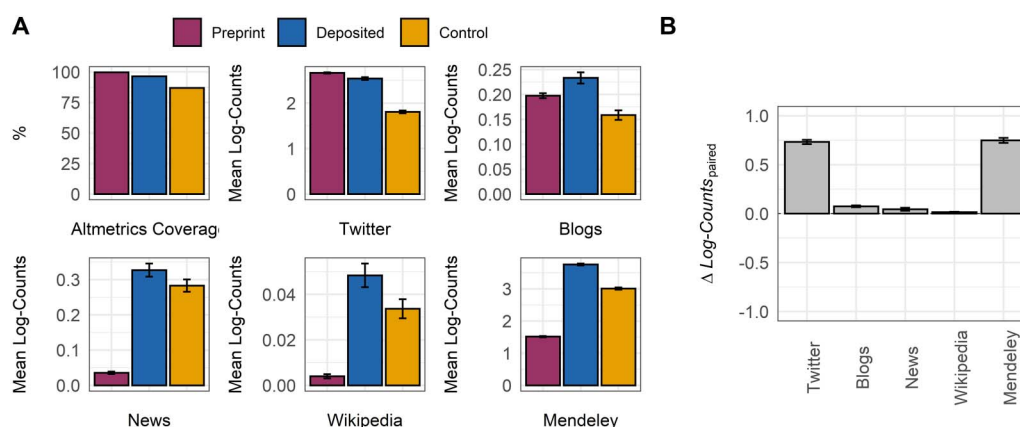 A
Preprint Deposited Control
B
%
100
75
50
25
0
Altmetrics Coverag
Mean Log-Counts
2
1
0
Twitter
Mean Log-Counts
0.25
0.20
0.15
0.10
0.05
0.00
Blogs
Mean Log-Counts
0.3
0.2
0.1
0.0
News
Mean Log-Counts
0.04
0.02
0.00
Wikipedia
Mean Log-Counts
3
2
1
0
Mendeley
Δ Log-Counts paired
1.0
0.5
0.0
-0.5
-1.0
Twitter
Blogs
News
Wikipedia
Mendeley